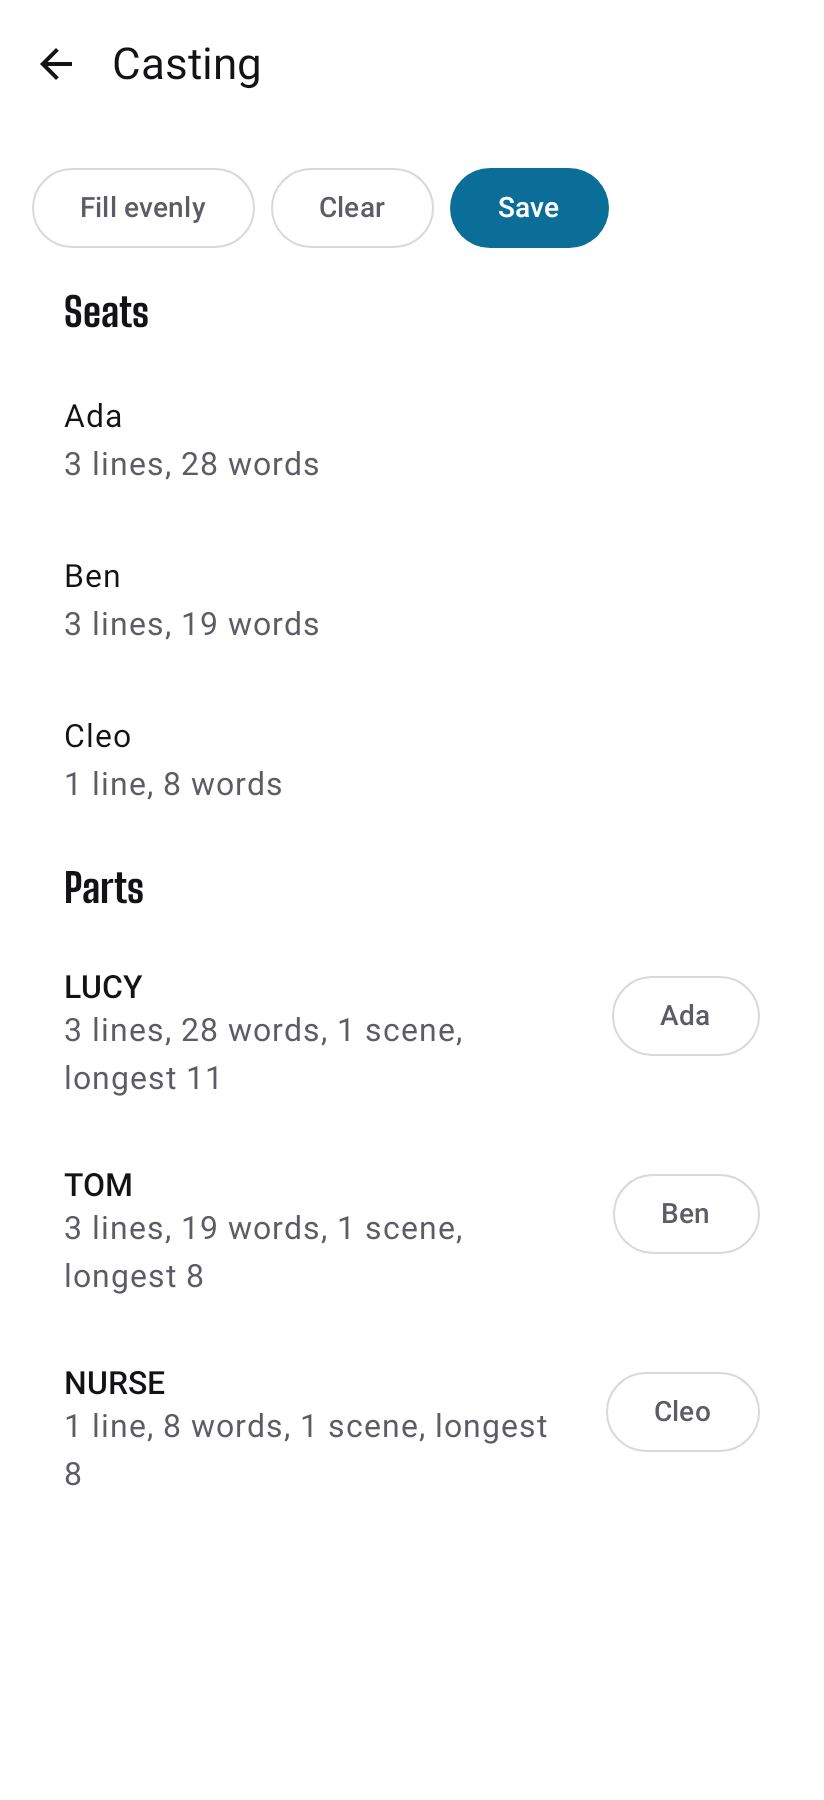 Casting
Fill evenly
Clear
Save
Seats
Ada
3 lines, 28 words
Ben
3 lines, 19 words
Cleo
1 line, 8 words
Parts
LUCY
3 lines, 28 words, 1 scene,
longest 11
Ada
TOM
3 lines, 19 words, 1 scene,
longest 8
Ben
NURSE
1 line, 8 words, 1 scene, longest
8
Cleo